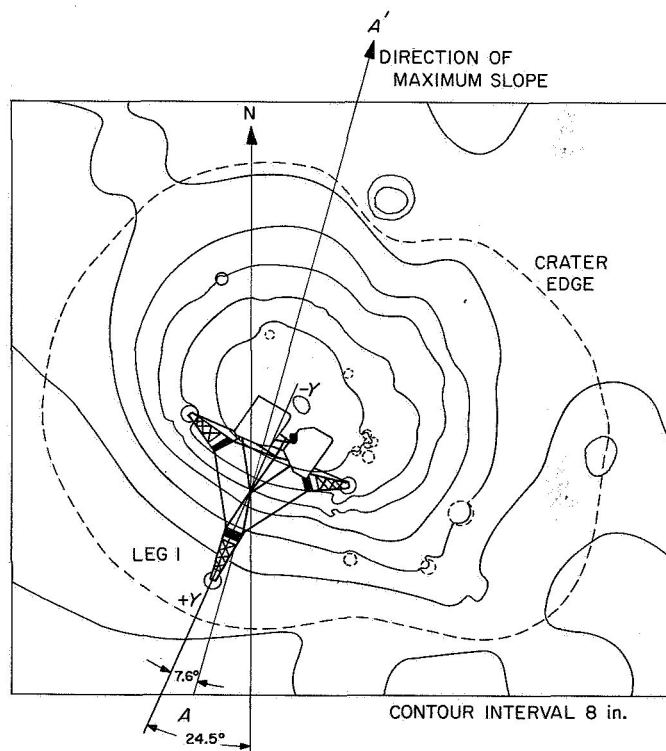 A'
DIRECTION OF
MAXIMUM SLOPE
N
CRATER
EDGE
-Y
LEG I
+Y
7.6°
A
24.5°
CONTOUR INTERVAL 8 in.